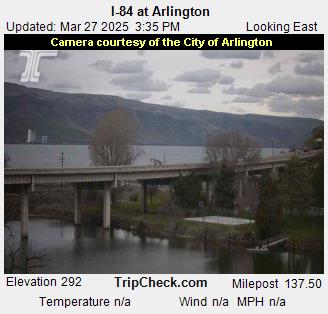 I-84 at Arlington
Updated: Mar 27 2025 3:35 PM Looking East
Camera courtesy of the City of Arlington
Elevation 292 TripCheck.com Milepost 137.50
Temperature n/a Wind n/a MPH n/a